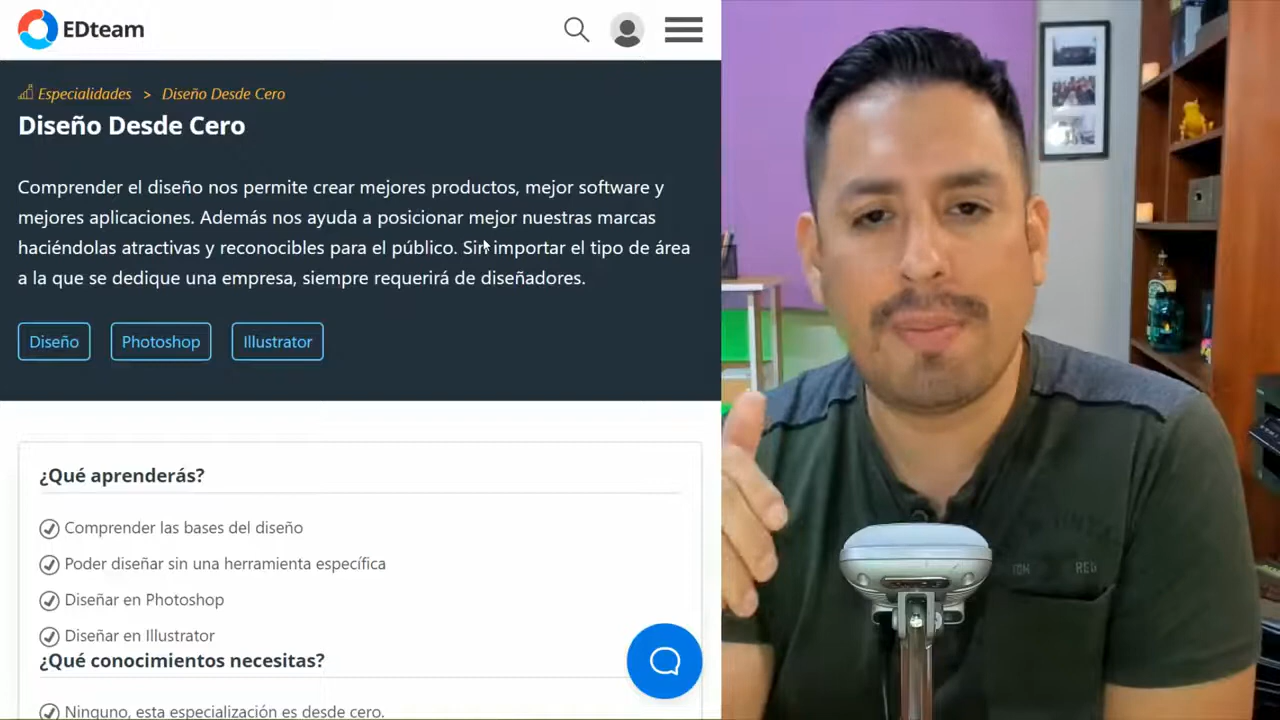 EDteam
Especialidades > Diseño Desde Cero
Diseño Desde Cero
Comprender el diseño nos permite crear mejores productos, mejor software y
mejores aplicaciones. Además nos ayuda a posicionar mejor nuestras marcas
haciéndolas atractivas y reconocibles para el público. Sin importar el tipo de área
a la que se dedique una empresa, siempre requerirá de diseñadores.
Diseño Photoshop Illustrator
¿Qué aprenderás?
Comprender las bases del diseño
Poder diseñar sin una herramienta específica
Diseñar en Photoshop
Diseñar en Illustrator
¿Qué conocimientos necesitas?
Ninguno, esta especialización es desde cero.